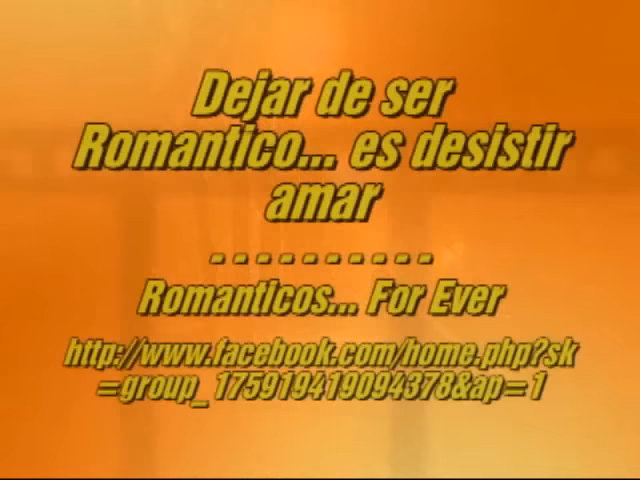 Dejar de ser
Romantico... es desistir
amar
- - - - - - - - - -
Romanticos... For Ever
http://www.facebook.com/home.php?sk
=group_175919419094378&ap=1